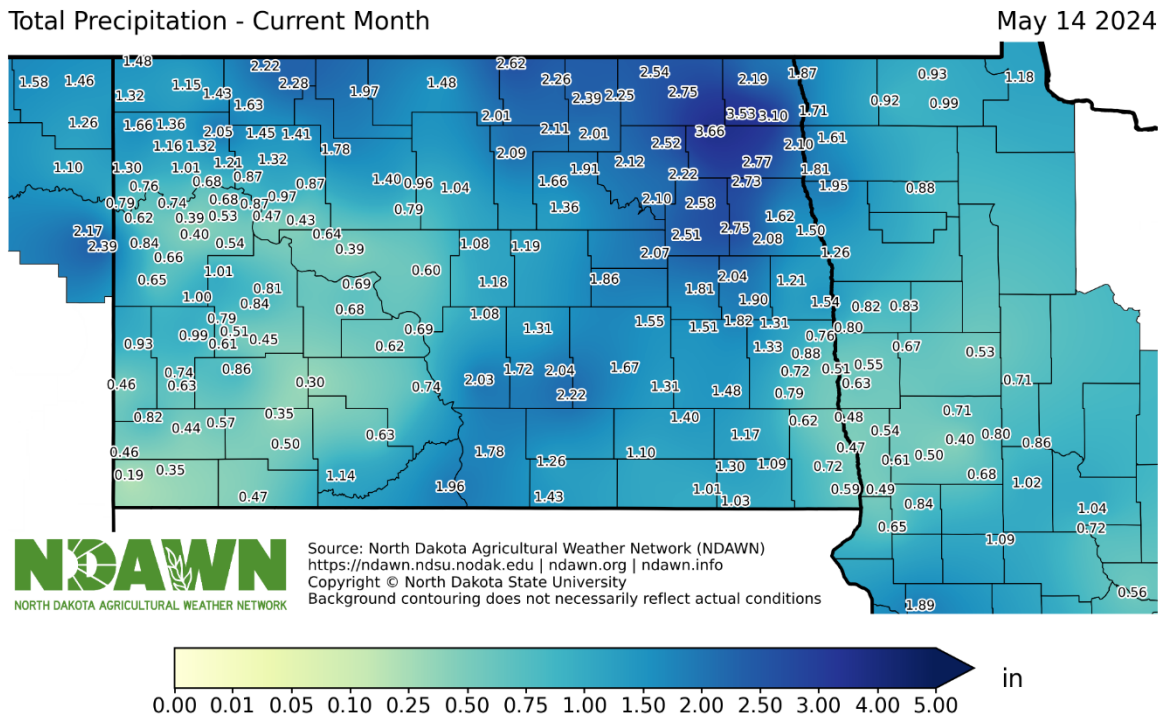 Total Precipitation - Current Month
May 14 2024
1.48 2.22 2.62
1.58 1.46 1.15 1.43 2.28 1.97 1.48 2.26 2.54 2.19 1.87 0.93 1.18
1.32 1.63 2.39 2.25 2.75 0.92 0.99
1.26 1.66 1.36 2.05 1.45 1.41 2.01 2.11 2.01 3.66 3.53 3.10 1.71
1.16 1.32 1.78 2.09 2.12 2.52 2.10 1.61
1.10 1.30 1.01 1.21 1.32 1.91 2.22 2.77 1.81
0.76 0.68 0.87 0.87 1.40 0.96 1.04 1.66 2.73 1.95 0.88
0.79 0.74 0.68 0.87 0.97 0.79 1.36 2.10 2.58
0.62 0.39 0.53 0.47 0.43 1.62
2.17 0.40 0.64 2.51 2.75 2.08 1.50
2.39 0.84 0.54 0.39 1.08 1.19 2.07 1.26
0.66 1.01 0.60
0.65 0.81 0.69 1.18 1.86 1.81 2.04 1.21
1.00 0.84 0.68 1.90 1.54 0.82 0.83
0.79 1.08 1.55 1.82 1.31
0.99 0.51 0.69 1.31 1.51 0.76 0.80
0.93 0.61 0.45 0.62 1.33 0.88 0.67 0.53
0.74 0.86 1.72 2.04 1.67 0.72 0.51 0.55
0.46 0.63 0.30 0.74 2.03 2.22 1.31 1.48 0.79 0.63 0.71
0.82 0.44 0.57 0.35 1.40 0.62 0.48 0.71
0.50 0.63 1.17 0.54 0.40 0.80 0.86
0.46 1.78 1.26 1.10 0.47 0.61 0.50
0.19 0.35 1.14 1.30 1.09 0.72 0.68
0.47 1.96 1.43 1.01 1.03 0.59 0.49 1.02
0.84 1.04
0.65 1.09 0.72
1.89 0.56
NDAWN
NORTH DAKOTA AGRICULTURAL WEATHER NETWORK
Source: North Dakota Agricultural Weather Network (NDAWN)
https://ndawn.ndsu.nodak.edu | ndawn.org | ndawn.info
Copyright © North Dakota State University
Background contouring does not necessarily reflect actual conditions
in
0.00 0.01 0.05 0.10 0.25 0.50 0.75 1.00 1.50 2.00 2.50 3.00 4.00 5.00